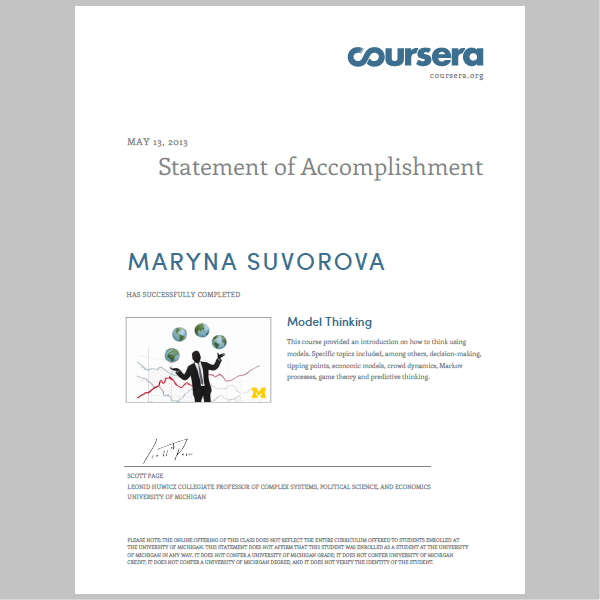 coursera
coursera.org
MAY 13, 2013
Statement of Accomplishment
MARYNA SUVOROVA
HAS SUCCESSFULLY COMPLETED
Model Thinking
This course provided an introduction on how to think using
models. Specific topics included, among others, decision-making,
tipping points, economic models, crowd dynamics, Markov
processes, game theory and predictive thinking.
M
SCOTT PAGE
LEONID HUWICZ COLLEGIATE PROFESSOR OF COMPLEX SYSTEMS, POLITICAL SCIENCE, AND ECONOMICS
UNIVERSITY OF MICHIGAN
PLEASE NOTE: THE ONLINE OFFERING OF THIS CLASS DOES NOT REFLECT THE ENTIRE CURRICULUM OFFERED TO STUDENTS ENROLLED AT
THE UNIVERSITY OF MICHIGAN. THIS STATEMENT DOES NOT AFFIRM THAT THIS STUDENT WAS ENROLLED AS A STUDENT AT THE UNIVERSITY
OF MICHIGAN IN ANY WAY. IT DOES NOT CONFER A UNIVERSITY OF MICHIGAN GRADE; IT DOES NOT CONFER UNIVERSITY OF MICHIGAN
CREDIT; IT DOES NOT CONFER A UNIVERSITY OF MICHIGAN DEGREE; AND IT DOES NOT VERIFY THE IDENTITY OF THE STUDENT.